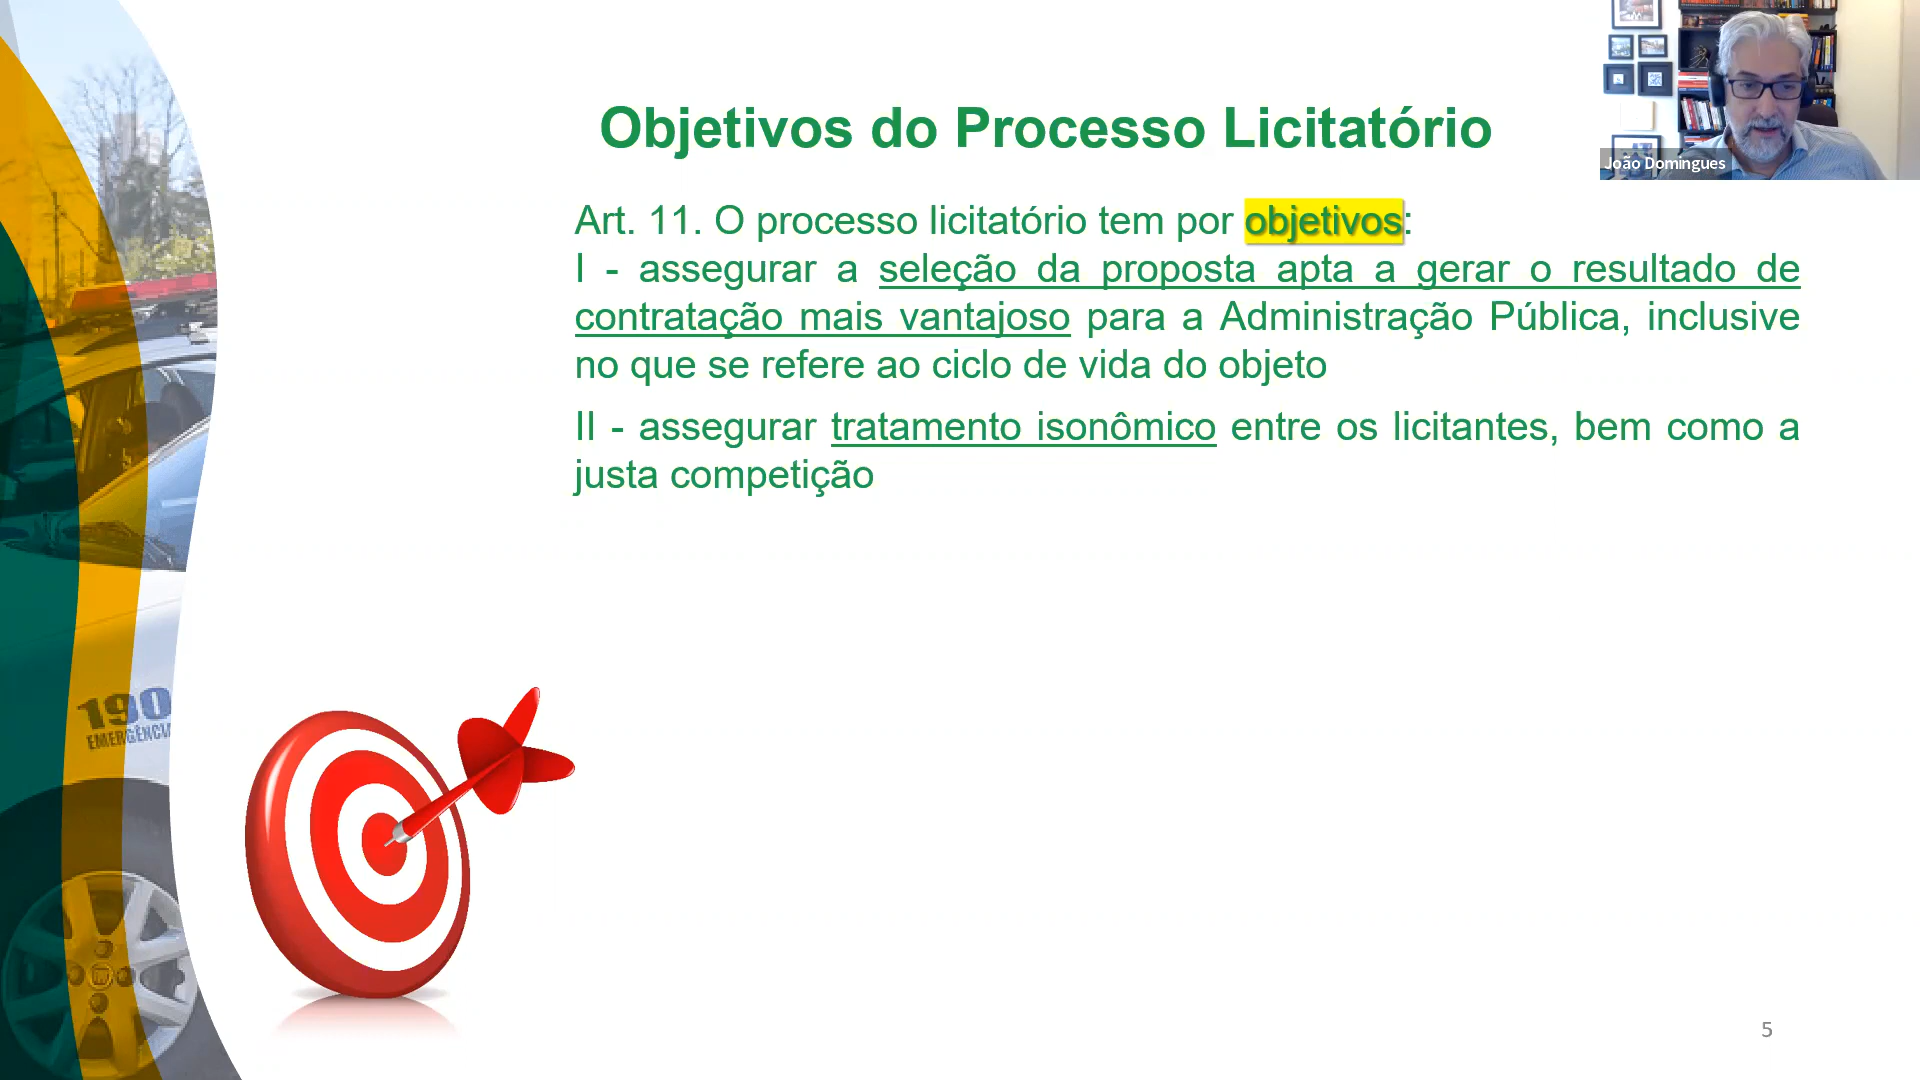 Objetivos do Processo Licitatório
João Domingues
Art. 11. O processo licitatório tem por objetivos:
I - assegurar a seleção da proposta apta a gerar o resultado de
contratação mais vantajoso para a Administração Pública, inclusive
no que se refere ao ciclo de vida do objeto
II - assegurar tratamento isonômico entre os licitantes, bem como a
justa competição
190
EMERGÊNCIA
5